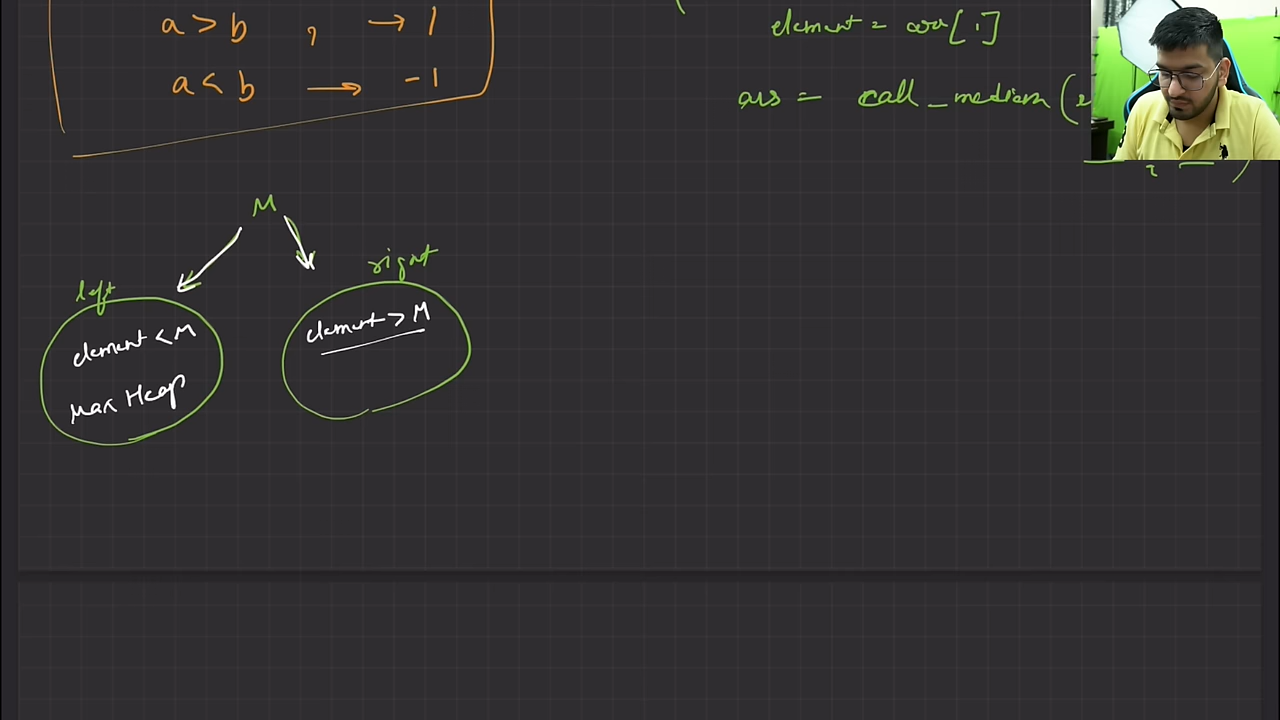 a > b , → 1
a < b → -1
element = arr[i]
ans = call_median (
M
left
right
element < M
max Heap
element > M